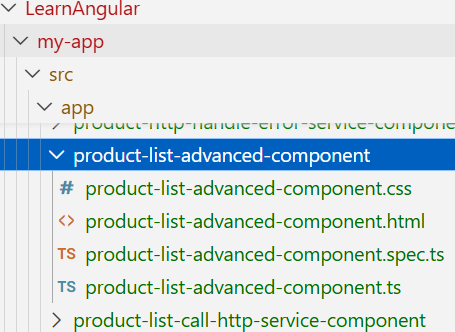 LearnAngular
my-app
src
app
product-http-handle-error-service-compone
product-list-advanced-component
# product-list-advanced-component.css
<> product-list-advanced-component.html
TS product-list-advanced-component.spec.ts
TS product-list-advanced-component.ts
product-list-call-http-service-component